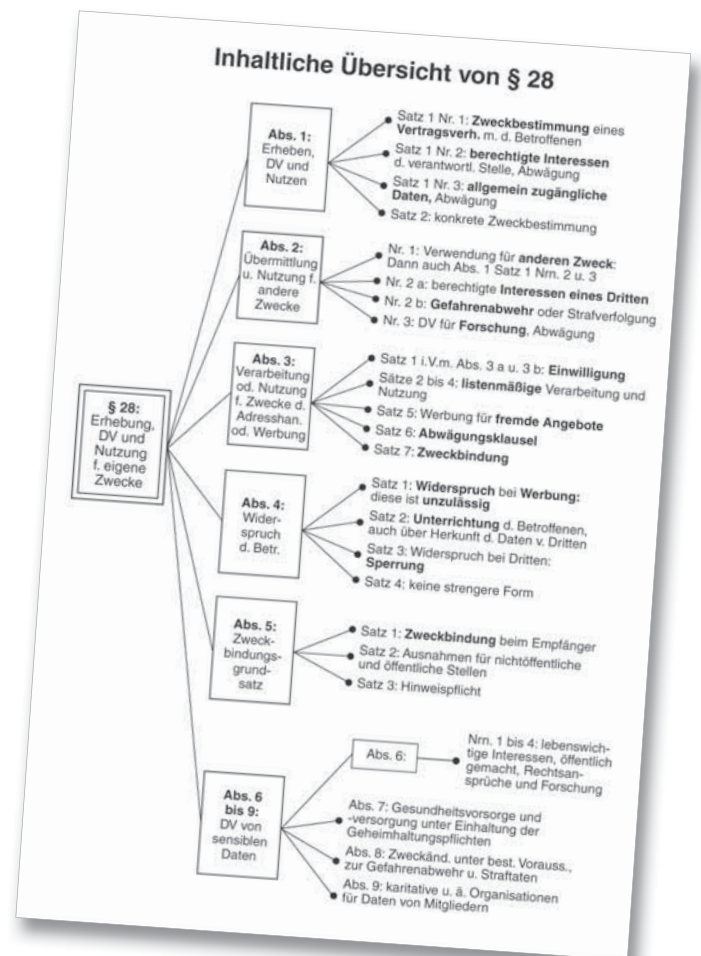 Inhaltliche Übersicht von § 28
§ 28:
Erhebung,
DV und
Nutzung
f. eigene
Zwecke
Abs. 1:
Erheben,
DV und
Nutzen
Satz 1 Nr. 1: Zweckbestimmung eines
Vertragsverh. m. d. Betroffenen
Satz 1 Nr. 2: berechtigte Interessen
d. verantwortl. Stelle, Abwägung
Satz 1 Nr. 3: allgemein zugängliche
Daten, Abwägung
Satz 2: konkrete Zweckbestimmung
Abs. 2:
Übermittlung
u. Nutzung f.
andere
Zwecke
Nr. 1: Verwendung für anderen Zweck:
Dann auch Abs. 1 Satz 1 Nrn. 2 u. 3
Nr. 2 a: berechtigte Interessen eines Dritten
Nr. 2 b: Gefahrenabwehr oder Strafverfolgung
Nr. 3: DV für Forschung, Abwägung
Abs. 3:
Verarbeitung
od. Nutzung
f. Zwecke d.
Adresshan.
od. Werbung
Satz 1 i.V.m. Abs. 3 a u. 3 b: Einwilligung
Sätze 2 bis 4: listenmäßige Verarbeitung und
Nutzung
Satz 5: Werbung für fremde Angebote
Satz 6: Abwägungsklausel
Satz 7: Zweckbindung
Abs. 4:
Wider-
spruch
d. Betr.
Satz 1: Widerspruch bei Werbung:
diese ist unzulässig
Satz 2: Unterrichtung d. Betroffenen,
auch über Herkunft d. Daten v. Dritten
Satz 3: Widerspruch bei Dritten:
Sperrung
Satz 4: keine strengere Form
Abs. 5:
Zweck-
bindungs-
grund-
satz
Satz 1: Zweckbindung beim Empfänger
Satz 2: Ausnahmen für nichtöffentliche
und öffentliche Stellen
Satz 3: Hinweispflicht
Abs. 6
bis 9:
DV von
sensiblen
Daten
Abs. 6:
Nrn. 1 bis 4: lebenswich-
tige Interessen, öffentlich
gemacht, Rechtsan-
sprüche und Forschung
Abs. 7: Gesundheitsvorsorge und
-versorgung unter Einhaltung der
Geheimhaltungspflichten
Abs. 8: Zweckänd. unter best. Vorauss.,
zur Gefahrenabwehr u. Straftaten
Abs. 9: karitative u. ä. Organisationen
für Daten von Mitgliedern